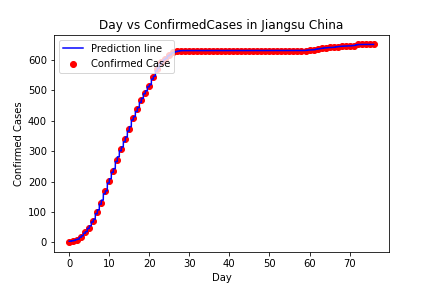 Day vs ConfirmedCases in Jiangsu China
Prediction line
Confirmed Case
Confirmed Cases
600
500
400
300
200
100
0
0 10 20 30 40 50 60 70
Day